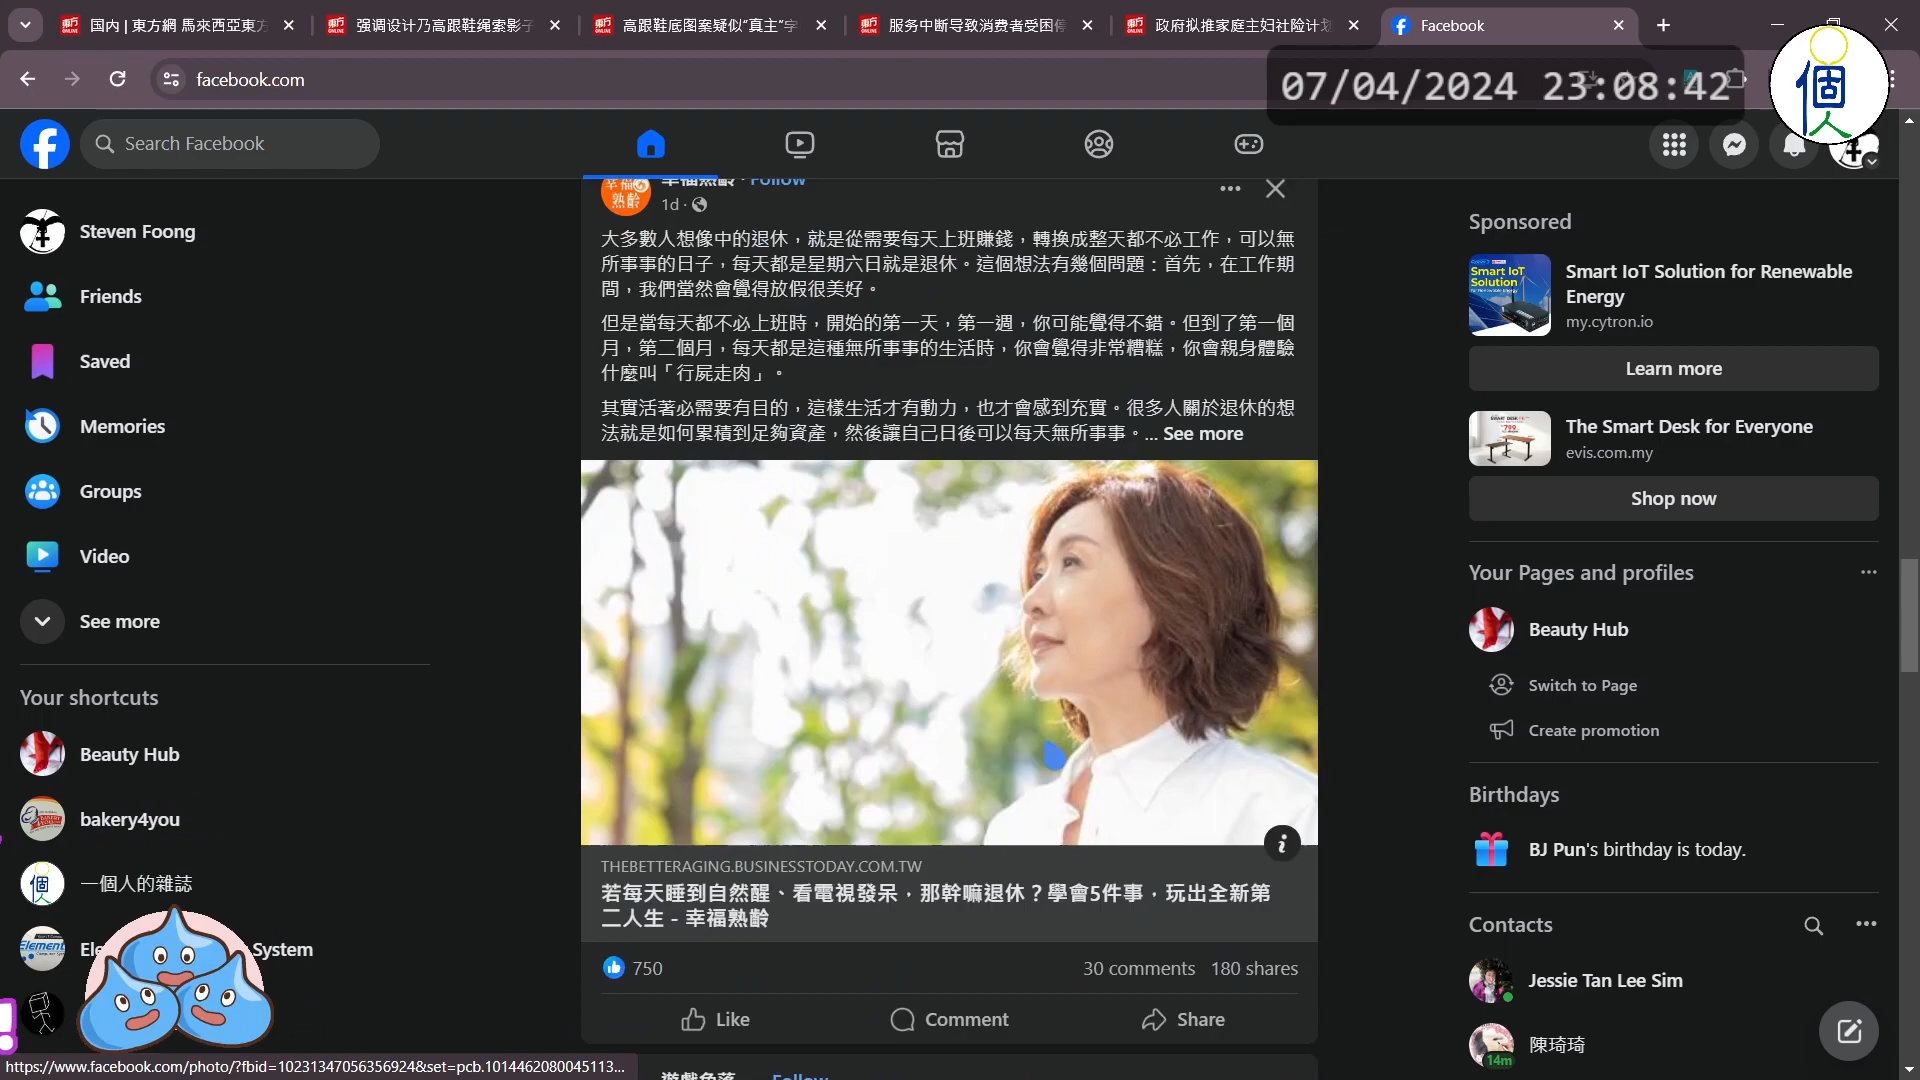 国内 | 東方網 馬來西亞東方
强调设计乃高跟鞋绳索影子
高跟鞋底图案疑似“真主”字
服务中断导致消费者受困停
政府拟推家庭主妇社险计划
Facebook
facebook.com
07/04/2024 23:08:42
個人
Search Facebook
Steven Foong
Friends
Saved
Memories
Groups
Video
See more
Your shortcuts
Beauty Hub
bakery4you
一個人的雜誌
System
幸福熟齡 · Follow
1d ·
大多數人想像中的退休，就是從需要每天上班賺錢，轉換成整天都不必工作，可以無
所事事的日子，每天都是星期六日就是退休。這個想法有幾個問題：首先，在工作期
間，我們當然會覺得放假很美好。
但是當每天都不必上班時，開始的第一天，第一週，你可能覺得不錯。但到了第一個
月，第二個月，每天都是這種無所事事的生活時，你會覺得非常糟糕，你會親身體驗
什麼叫「行屍走肉」。
其實活著必需要有目的，這樣生活才有動力，也才會感到充實。很多人關於退休的想
法就是如何累積到足夠資產，然後讓自己日後可以每天無所事事。... See more
THEBETTERAGING.BUSINESSTODAY.COM.TW
若每天睡到自然醒、看電視發呆，那幹嘛退休？學會5件事，玩出全新第
二人生 - 幸福熟齡
750
30 comments 180 shares
Like
Comment
Share
Follow
Sponsored
Smart IoT Solution
Smart IoT Solution for Renewable
Energy
my.cytron.io
Learn more
The Smart Desk for Everyone
evis.com.my
Shop now
Your Pages and profiles
Beauty Hub
Switch to Page
Create promotion
Birthdays
BJ Pun's birthday is today.
Contacts
Jessie Tan Lee Sim
陳琦琦
14m
https://www.facebook.com/photo/?fbid=10231347056356924&set=pcb.1014462080045113...